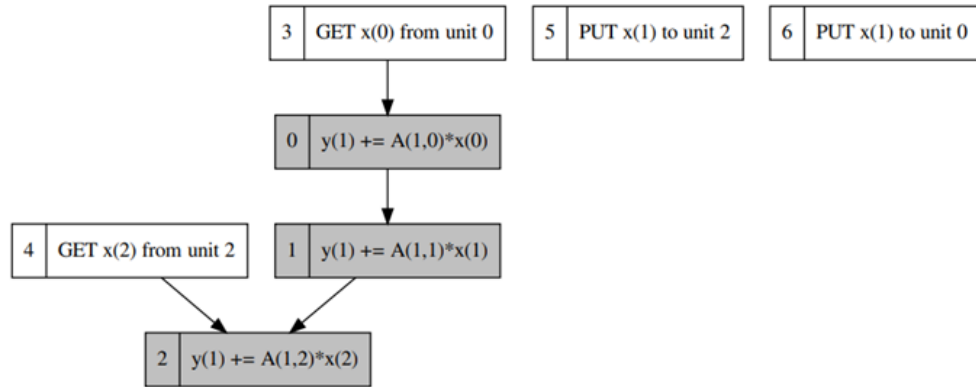 3 GET x(0) from unit 0
5 PUT x(1) to unit 2
6 PUT x(1) to unit 0
0 y(1) += A(1,0)*x(0)
4 GET x(2) from unit 2
1 y(1) += A(1,1)*x(1)
2 y(1) += A(1,2)*x(2)